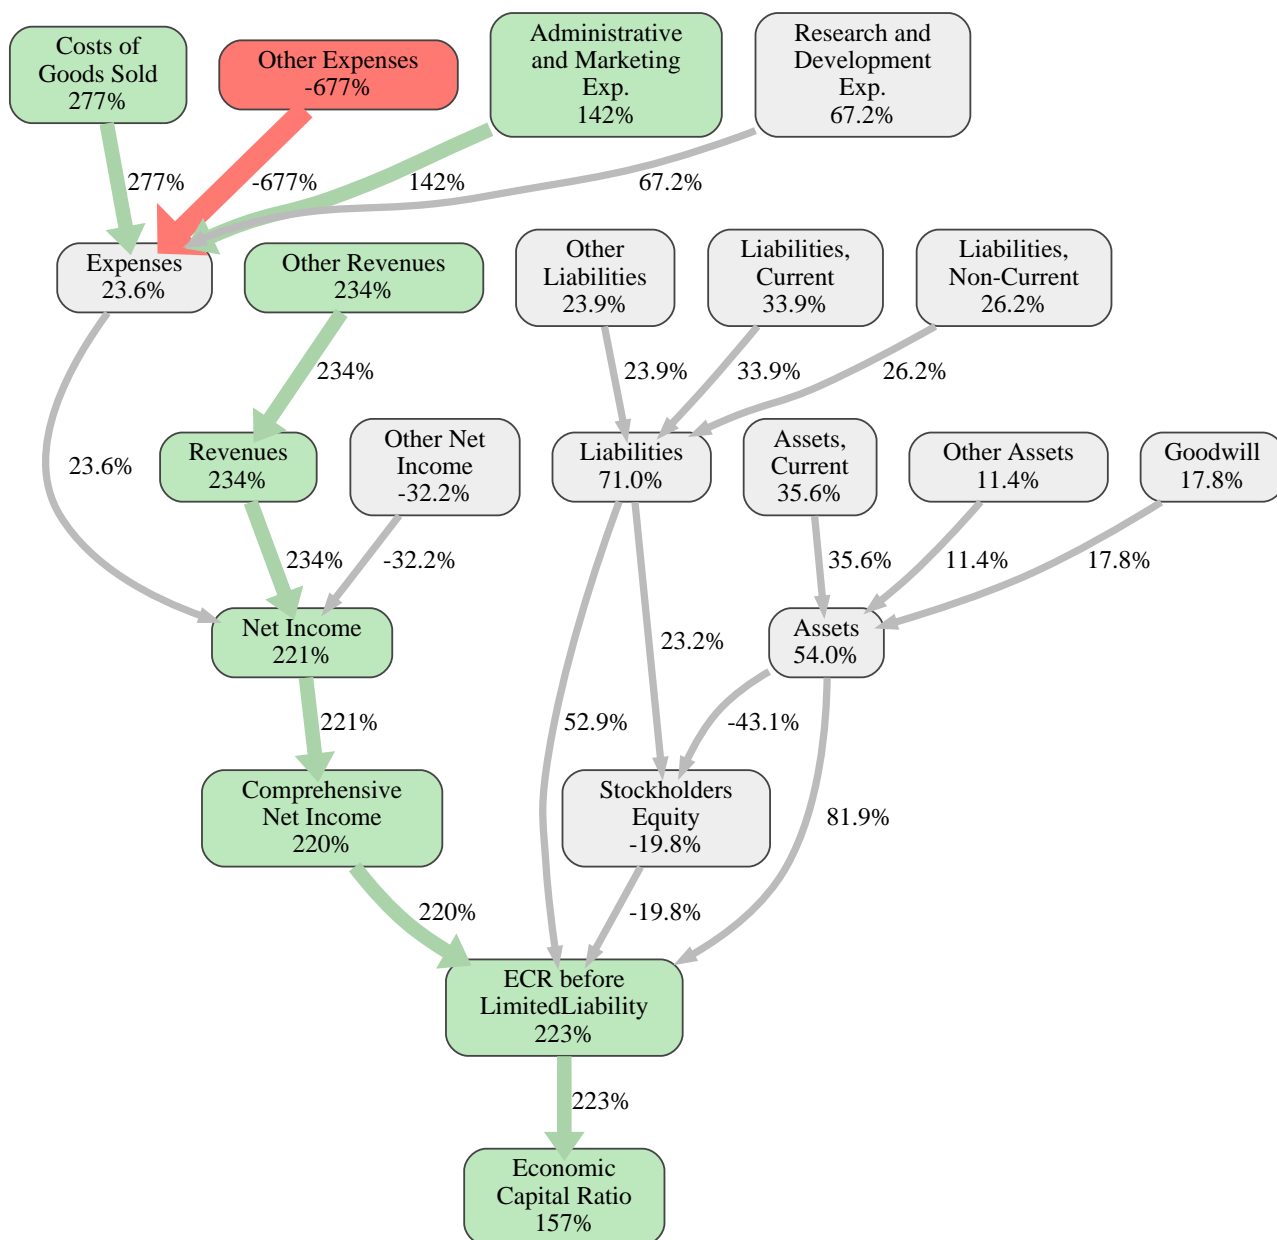 Costs of
Goods Sold
277%
Other Expenses
-677%
Administrative
and Marketing
Exp.
142%
Research and
Development
Exp.
67.2%
277%
-677%
142%
67.2%
Expenses
23.6%
Other Revenues
234%
Other
Liabilities
23.9%
Liabilities,
Current
33.9%
Liabilities,
Non-Current
26.2%
234%
23.9%
33.9%
26.2%
23.6%
Revenues
234%
Other Net
Income
-32.2%
Liabilities
71.0%
Assets,
Current
35.6%
Other Assets
11.4%
Goodwill
17.8%
234%
-32.2%
35.6%
11.4%
17.8%
Net Income
221%
23.2%
Assets
54.0%
221%
52.9%
-43.1%
Comprehensive
Net Income
220%
Stockholders
Equity
-19.8%
81.9%
220%
-19.8%
ECR before
LimitedLiability
223%
223%
Economic
Capital Ratio
157%